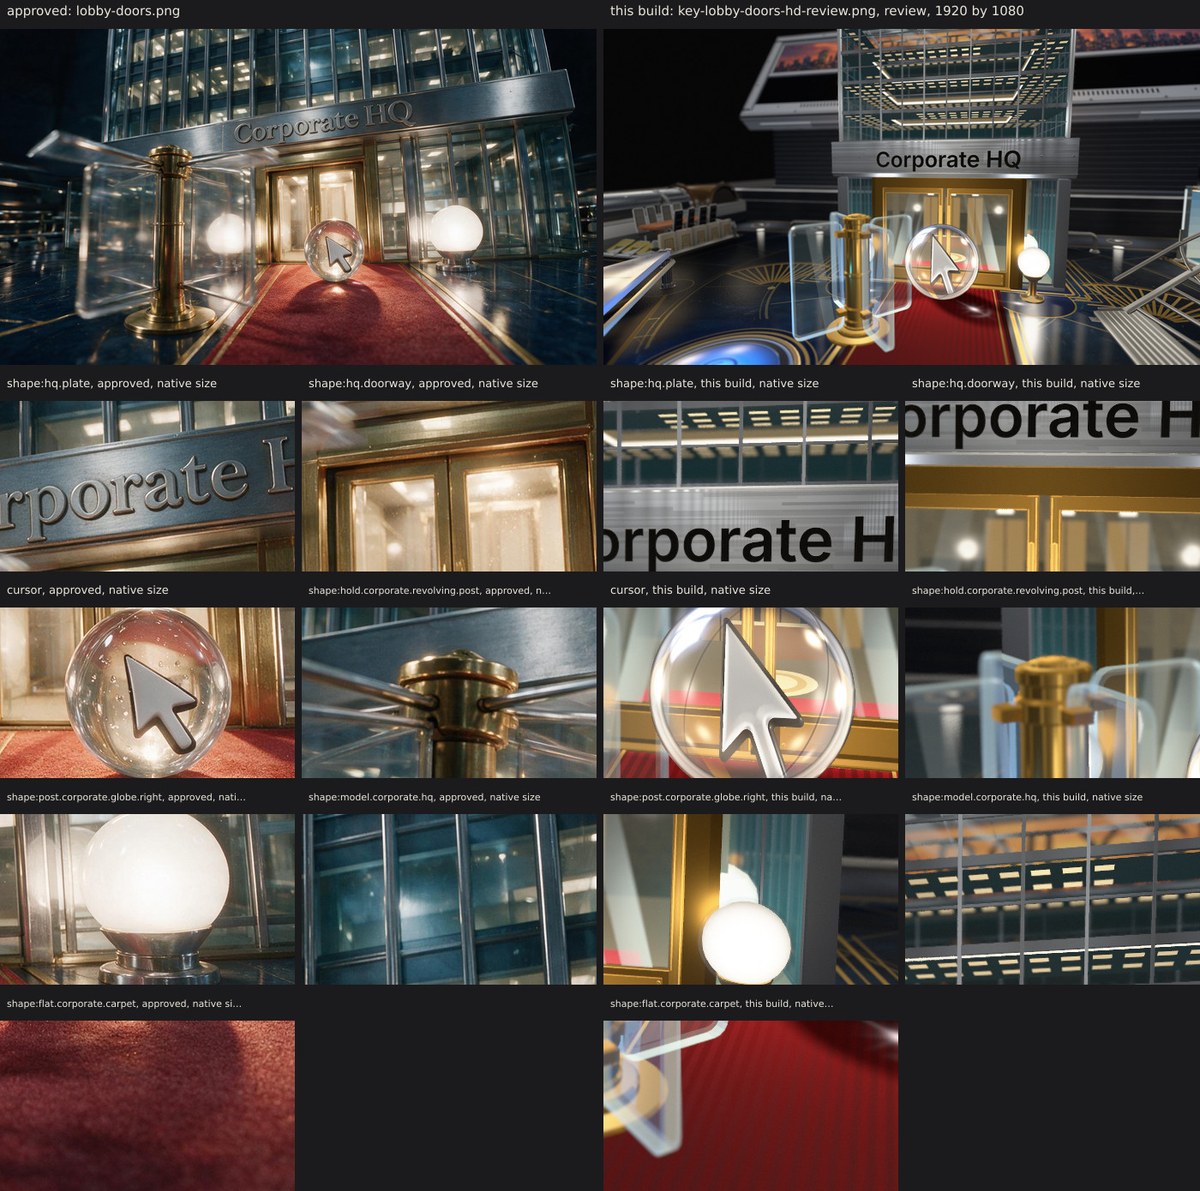 approved: lobby-doors.png
this build: key-lobby-doors-hd-review.png, review, 1920 by 1080
Corporate HQ
Corporate HQ
shape:hq.plate, approved, native size
shape:hq.doorway, approved, native size
shape:hq.plate, this build, native size
shape:hq.doorway, this build, native size
rporate H
orporate H
orporate H
cursor, approved, native size
shape:hold.corporate.revolving.post, approved, n...
cursor, this build, native size
shape:hold.corporate.revolving.post, this build,...
shape:post.corporate.globe.right, approved, nati...
shape:model.corporate.hq, approved, native size
shape:post.corporate.globe.right, this build, na...
shape:model.corporate.hq, this build, native size
shape:flat.corporate.carpet, approved, native si...
shape:flat.corporate.carpet, this build, native...